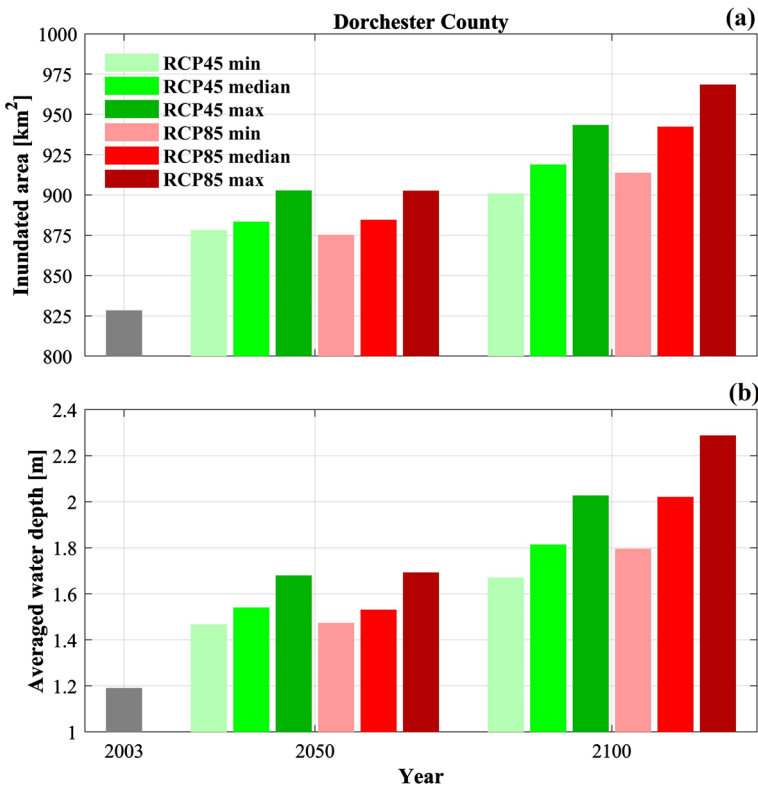 Dorchester County
(a)
1000
975
950
925
900
875
850
825
800
Inundated area [km²]
RCP45 min
RCP45 median
RCP45 max
RCP85 min
RCP85 median
RCP85 max
(b)
2.4
2.2
2
1.8
1.6
1.4
1.2
1
Averaged water depth [m]
2003
2050
2100
Year